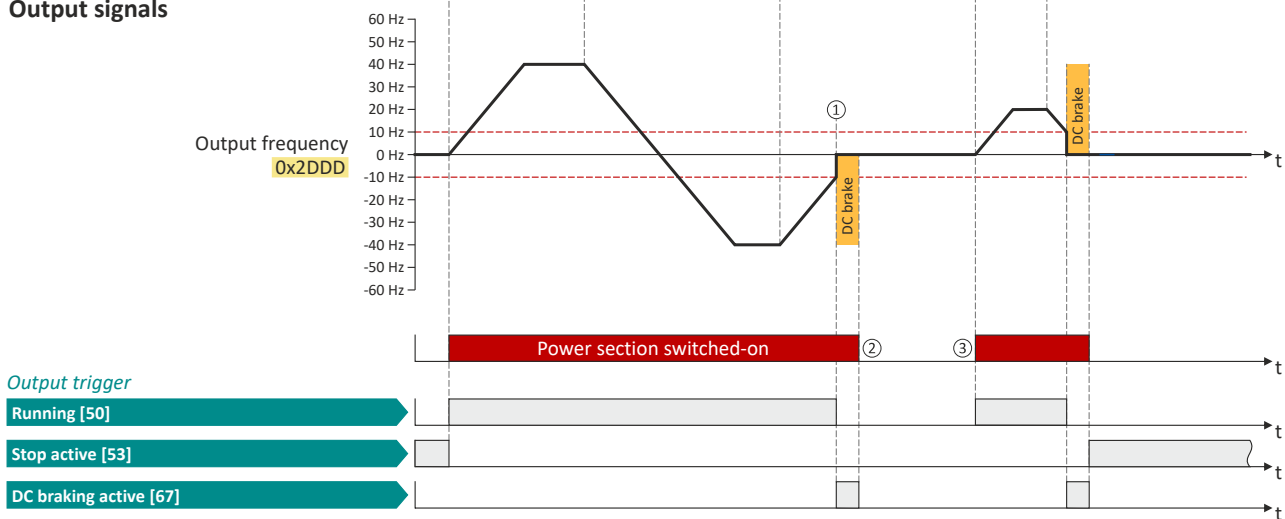 Output signals
60 Hz
50 Hz
40 Hz
30 Hz
20 Hz
10 Hz
0 Hz
-10 Hz
-20 Hz
-30 Hz
-40 Hz
-50 Hz
-60 Hz
Output frequency
0x2DDD
①
DC brake
DC brake
t
Power section switched-on
②
③
t
Output trigger
Running [50]
t
Stop active [53]
t
DC braking active [67]
t